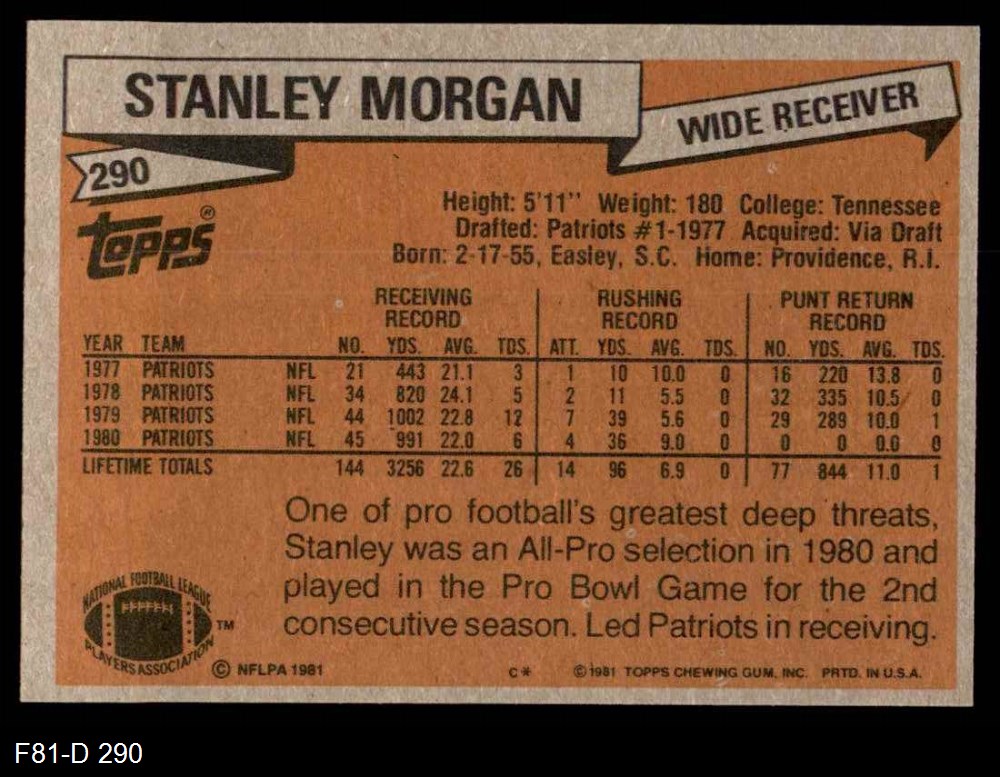 STANLEY MORGAN
WIDE RECEIVER
290
Topps®
Height: 5'11'' Weight: 180 College: Tennessee
Drafted: Patriots #1-1977 Acquired: Via Draft
Born: 2-17-55, Easley, S.C. Home: Providence, R.I.
RECEIVING RECORD RUSHING RECORD PUNT RETURN RECORD
YEAR TEAM NO. YDS. AVG. TDS. ATT. YDS. AVG. TDS. NO. YDS. AVG. TDS.
1977 PATRIOTS NFL 21 443 21.1 3 1 10 10.0 0 16 220 13.8 0
1978 PATRIOTS NFL 34 820 24.1 5 2 11 5.5 0 32 335 10.5 0
1979 PATRIOTS NFL 44 1002 22.8 12 7 39 5.6 0 29 289 10.0 1
1980 PATRIOTS NFL 45 991 22.0 6 4 36 9.0 0 0 0 0.0 0
LIFETIME TOTALS 144 3256 22.6 26 14 96 6.9 0 77 844 11.0 1
One of pro football's greatest deep threats,
Stanley was an All-Pro selection in 1980 and
played in the Pro Bowl Game for the 2nd
consecutive season. Led Patriots in receiving.
NATIONAL FOOTBALL LEAGUE
PLAYERS ASSOCIATION
TM
© NFLPA 1981 C* © 1981 TOPPS CHEWING GUM, INC. PRTD. IN U.S.A.
F81-D 290